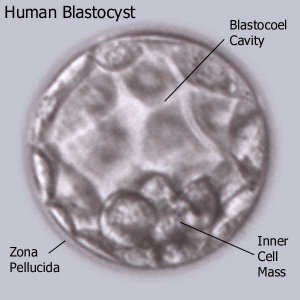 Human Blastocyst
Blastocoel
Cavity
Zona
Pellucida
Inner
Cell
Mass